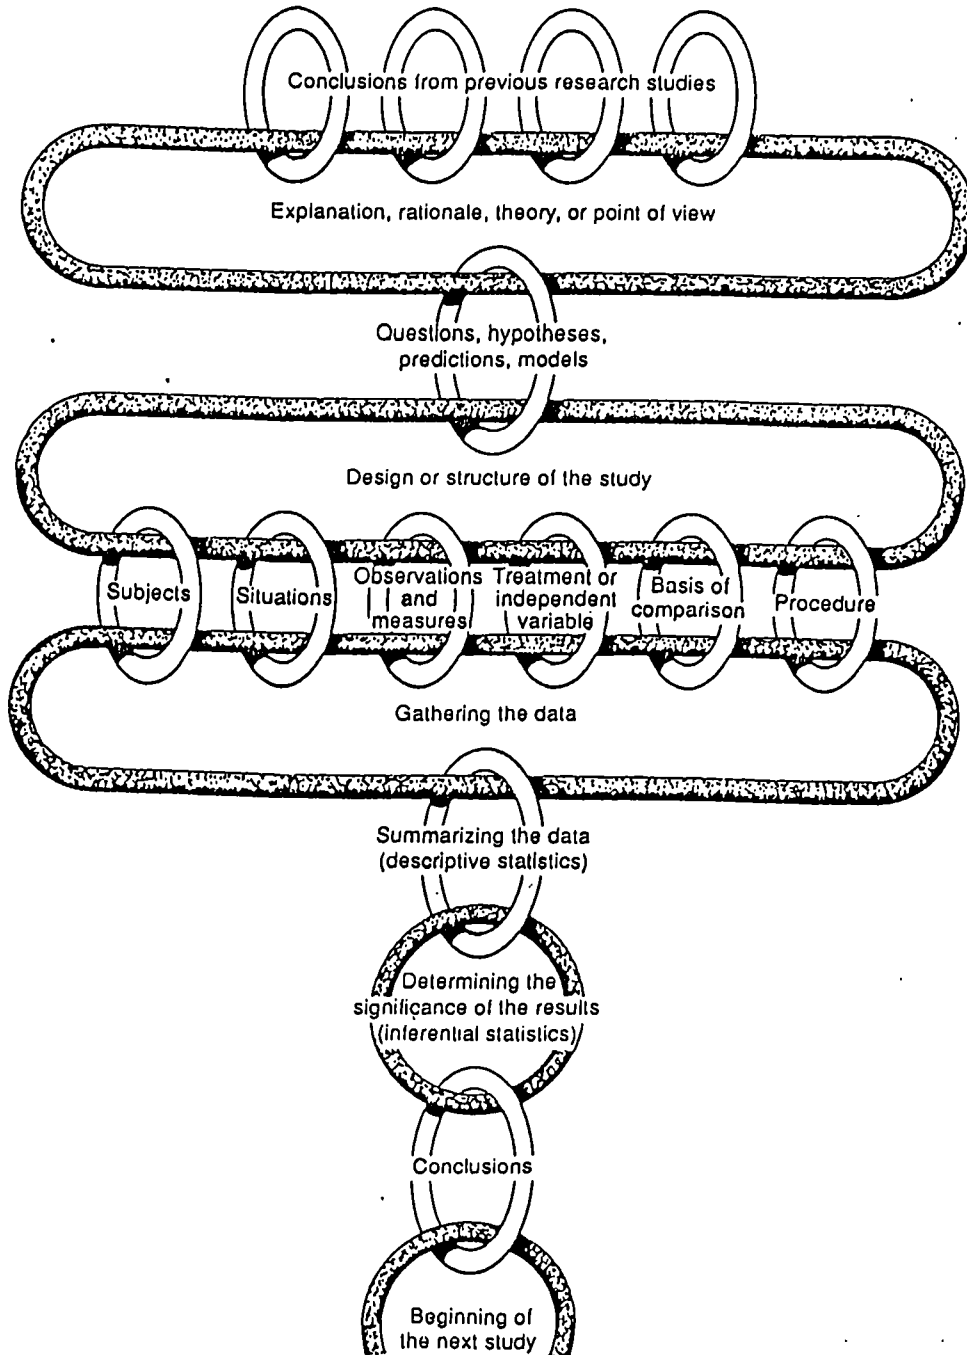 Conclusions from previous research studies
Explanation, rationale, theory, or point of view
Questions, hypotheses,
predictions, models
Design or structure of the study
Subjects
Situations
Observations
and
measures
Treatment or
independent
variable
Basis of
comparison
Procedure
Gathering the data
Summarizing the data
(descriptive statistics)
Determining the
significance of the results
(inferential statistics)
Conclusions
Beginning of
the next study